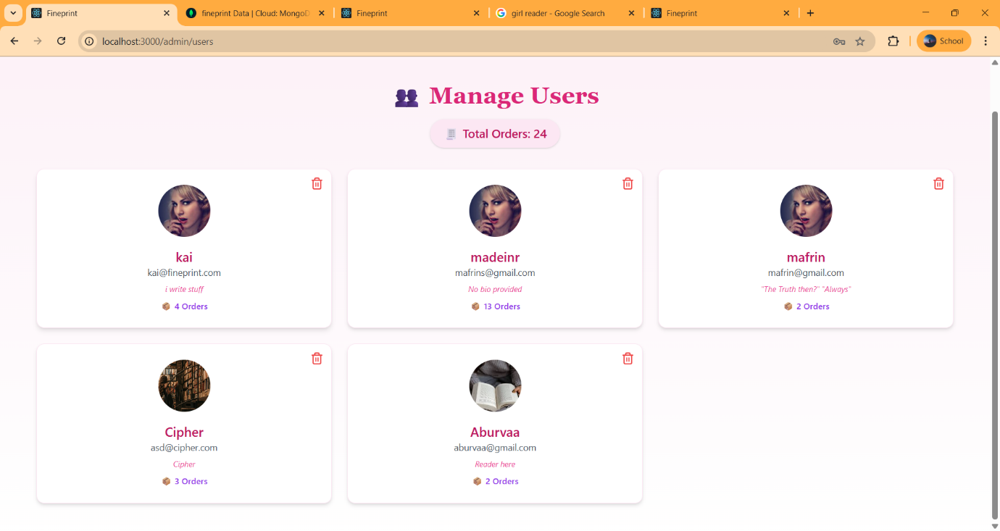 Fineprint
fineprint Data | Cloud: MongoD
Fineprint
girl reader - Google Search
Fineprint
localhost:3000/admin/users
School
Manage Users
Total Orders: 24
kai
kai@fineprint.com
i write stuff
4 Orders
madeinr
mafrins@gmail.com
No bio provided
13 Orders
mafrin
mafrin@gmail.com
"The Truth then?" "Always"
2 Orders
Cipher
asd@cipher.com
Cipher
3 Orders
Aburvaa
aburvaa@gmail.com
Reader here
2 Orders